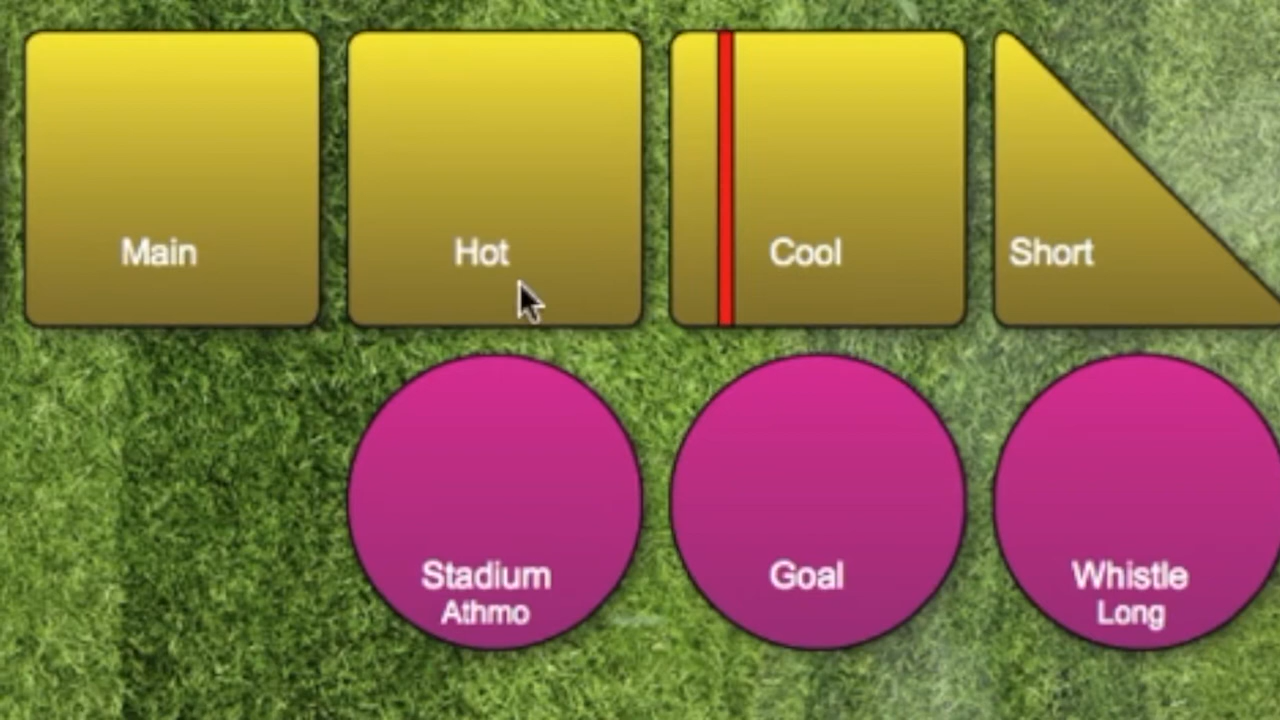 Main
Hot
Cool
Short
Stadium
Athmo
Goal
Whistle
Long